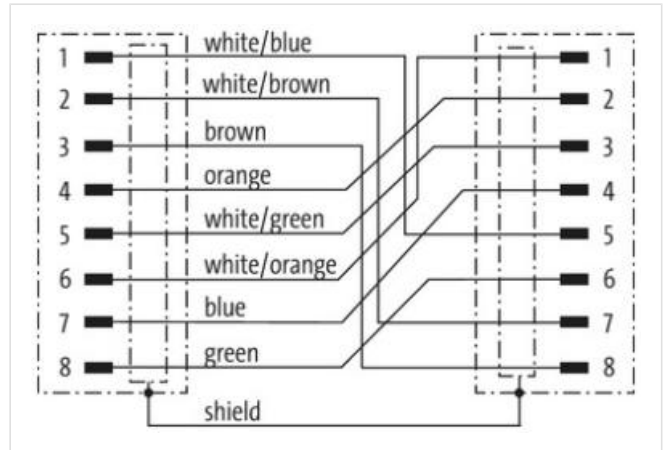 1 white/blue 1
2 white/brown 2
3 brown 3
4 orange 4
5 white/green 5
6 white/orange 6
7 blue 7
8 green 8
shield